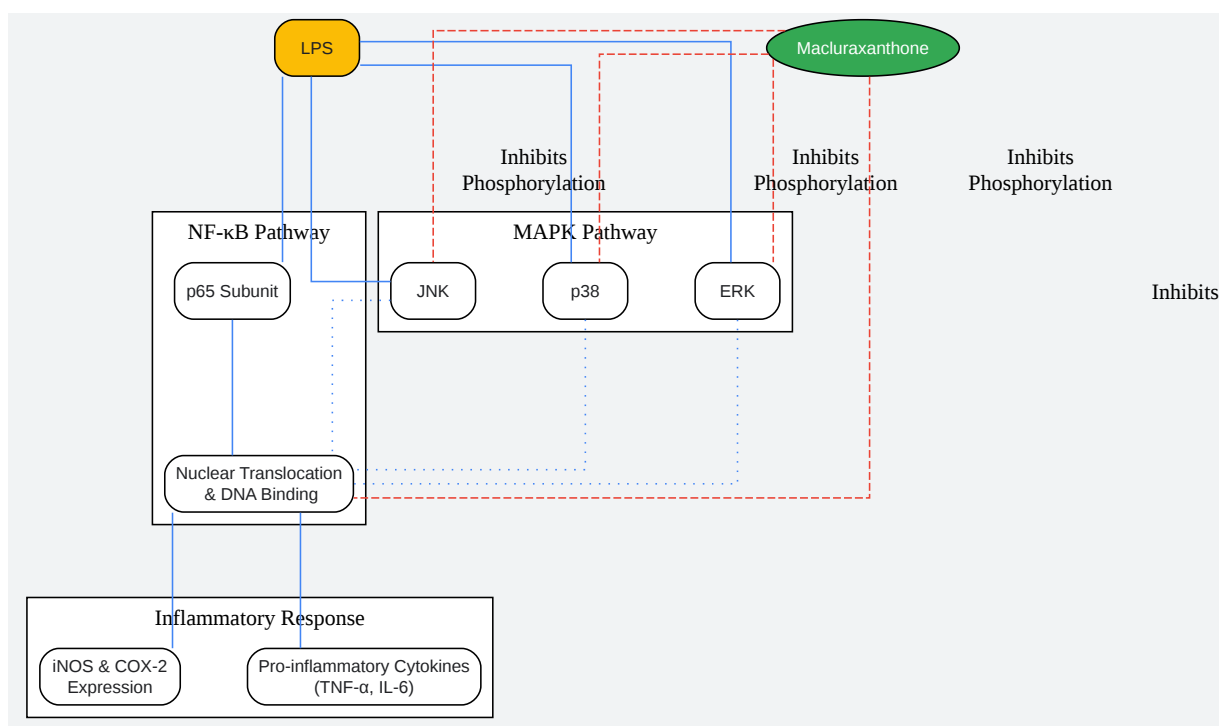 LPS
Macluraxanthone
Inhibits
Phosphorylation
Inhibits
Phosphorylation
Inhibits
Phosphorylation
NF-κB Pathway
MAPK Pathway
p65 Subunit
JNK
p38
ERK
Inhibits
Nuclear Translocation
& DNA Binding
Inflammatory Response
iNOS & COX-2
Expression
Pro-inflammatory Cytokines
(TNF-α, IL-6)